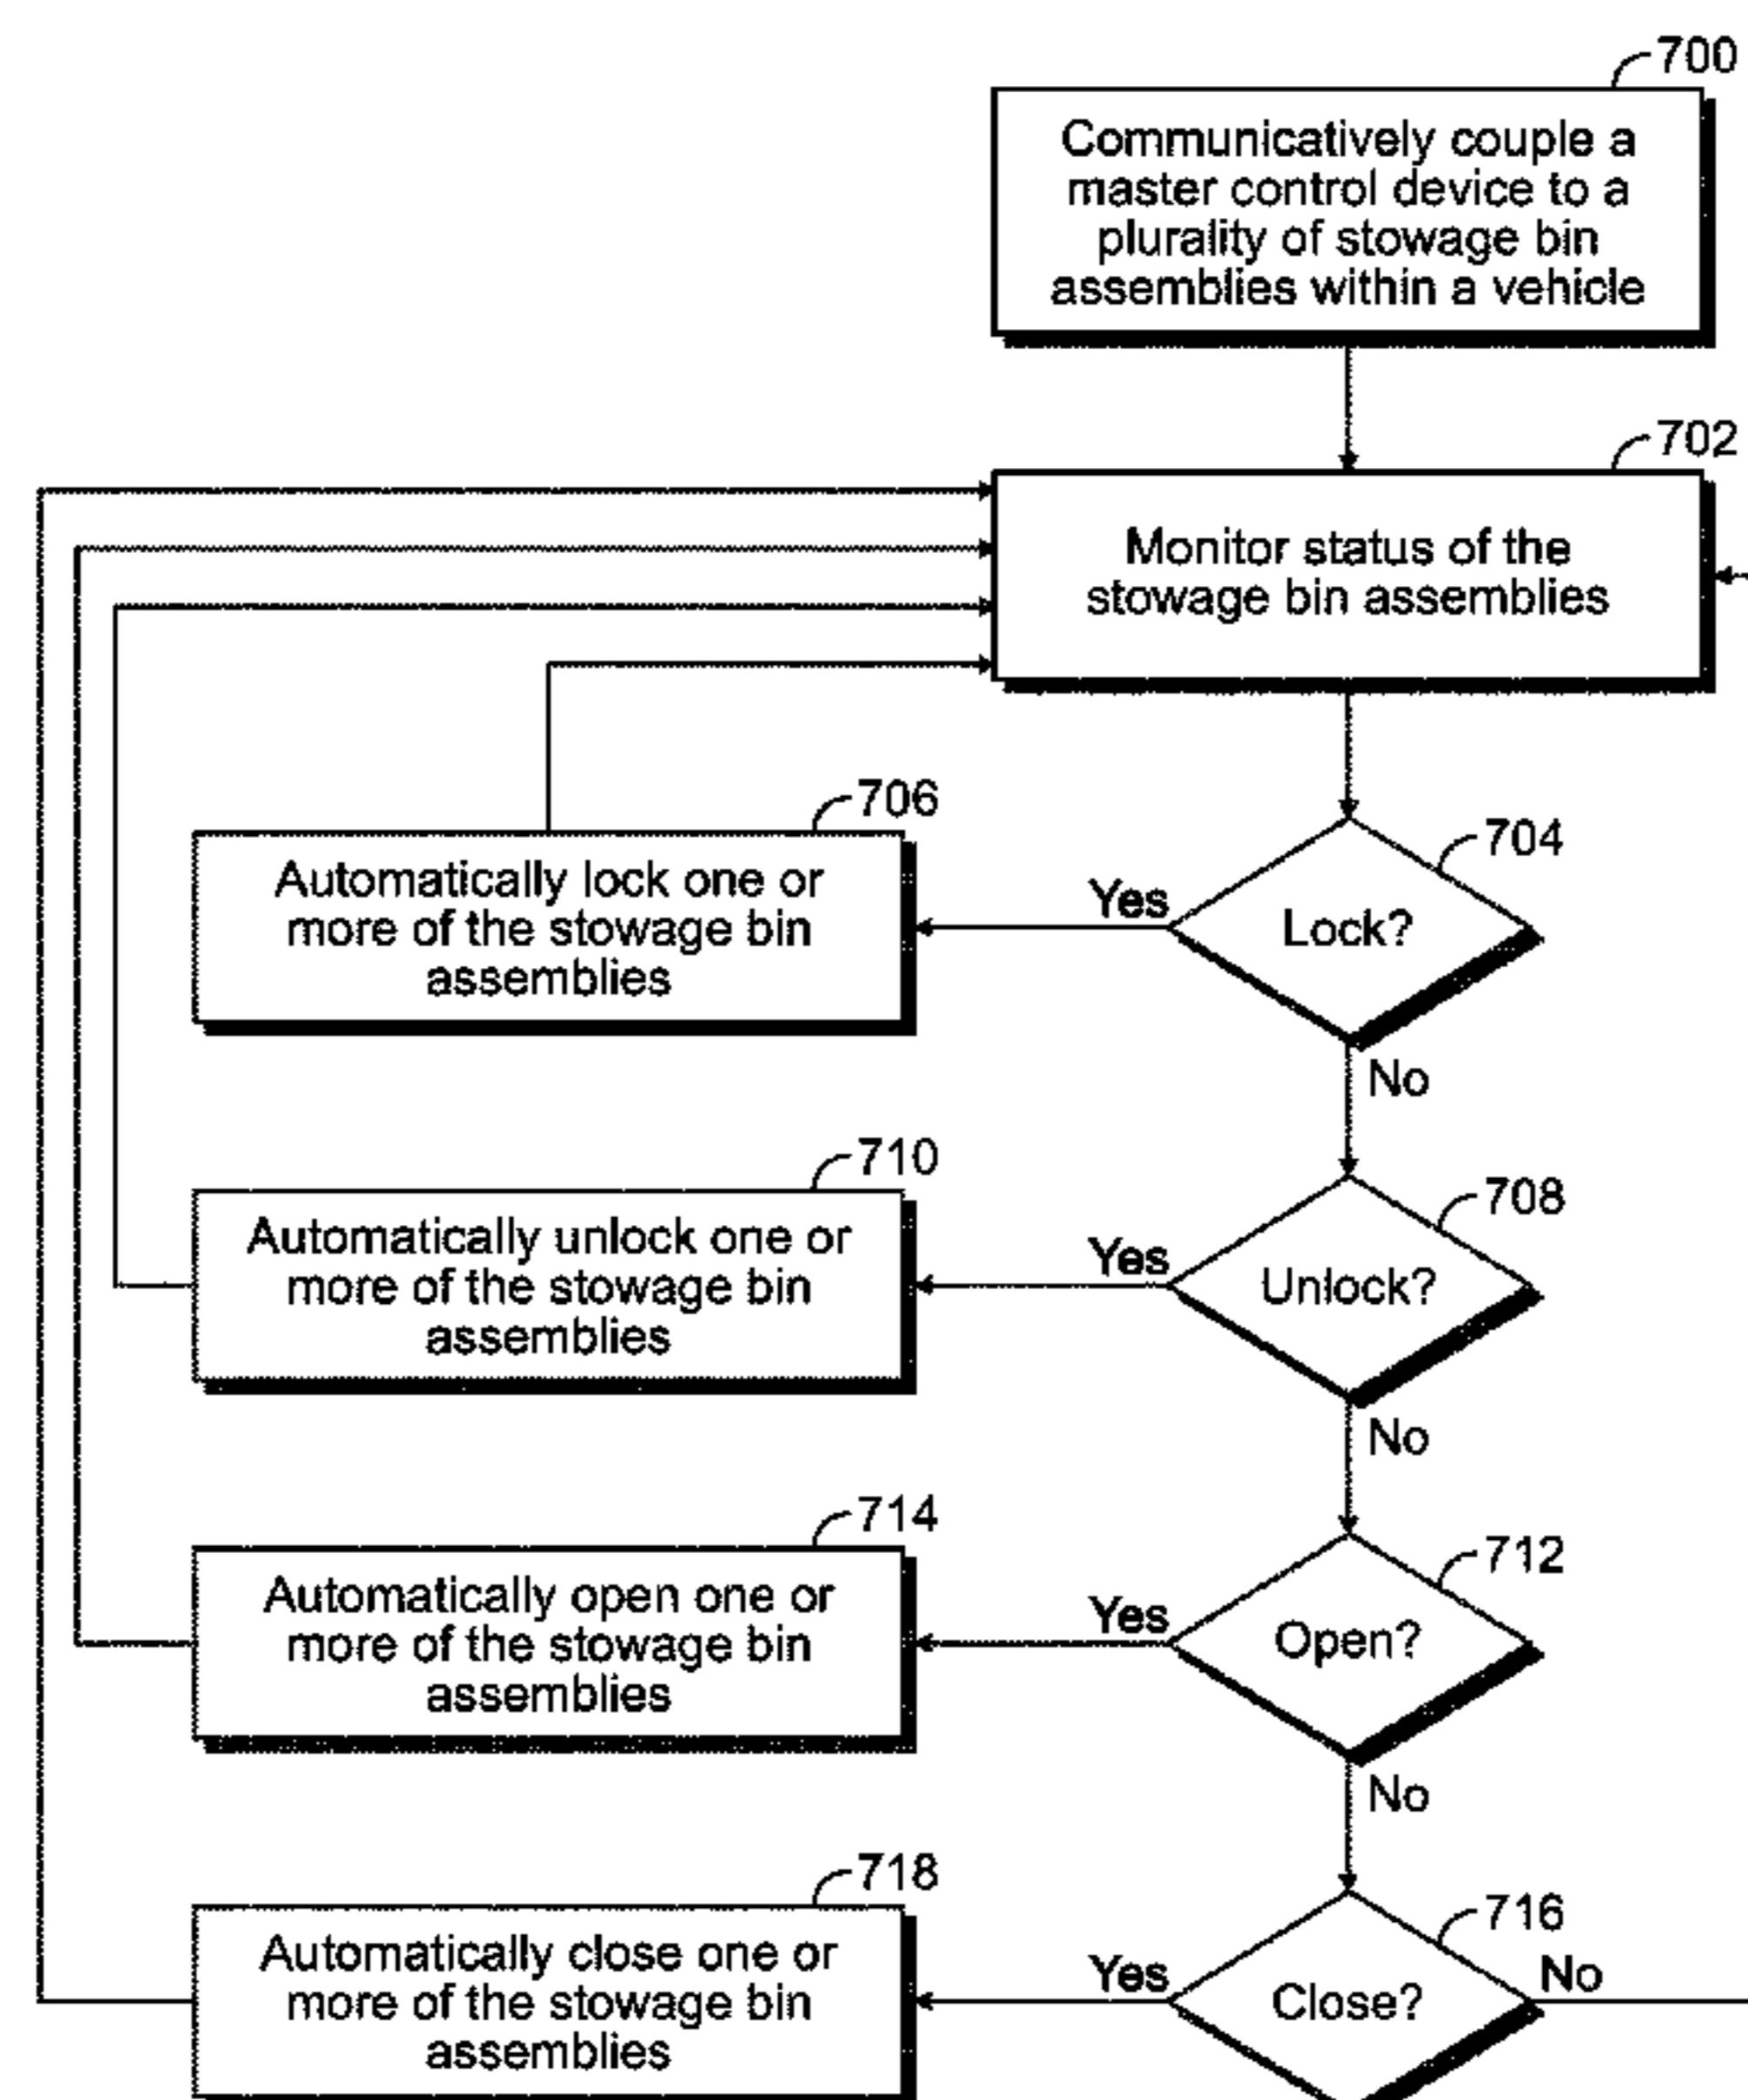 700
Communicatively couple a
master control device to a
plurality of stowage bin
assemblies within a vehicle
702
Monitor status of the
stowage bin assemblies
706
Automatically lock one or
more of the stowage bin
assemblies
Yes
704
Lock?
No
710
Automatically unlock one or
more of the stowage bin
assemblies
Yes
708
Unlock?
No
714
Automatically open one or
more of the stowage bin
assemblies
Yes
712
Open?
No
718
Automatically close one or
more of the stowage bin
assemblies
Yes
716
Close?
No